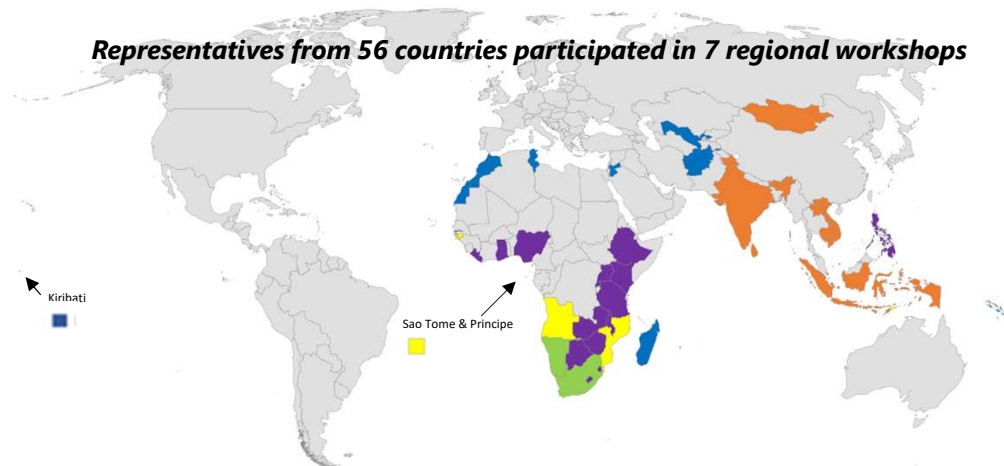 Representatives from 56 countries participated in 7 regional workshops
Kiribati
Sao Tome & Principe